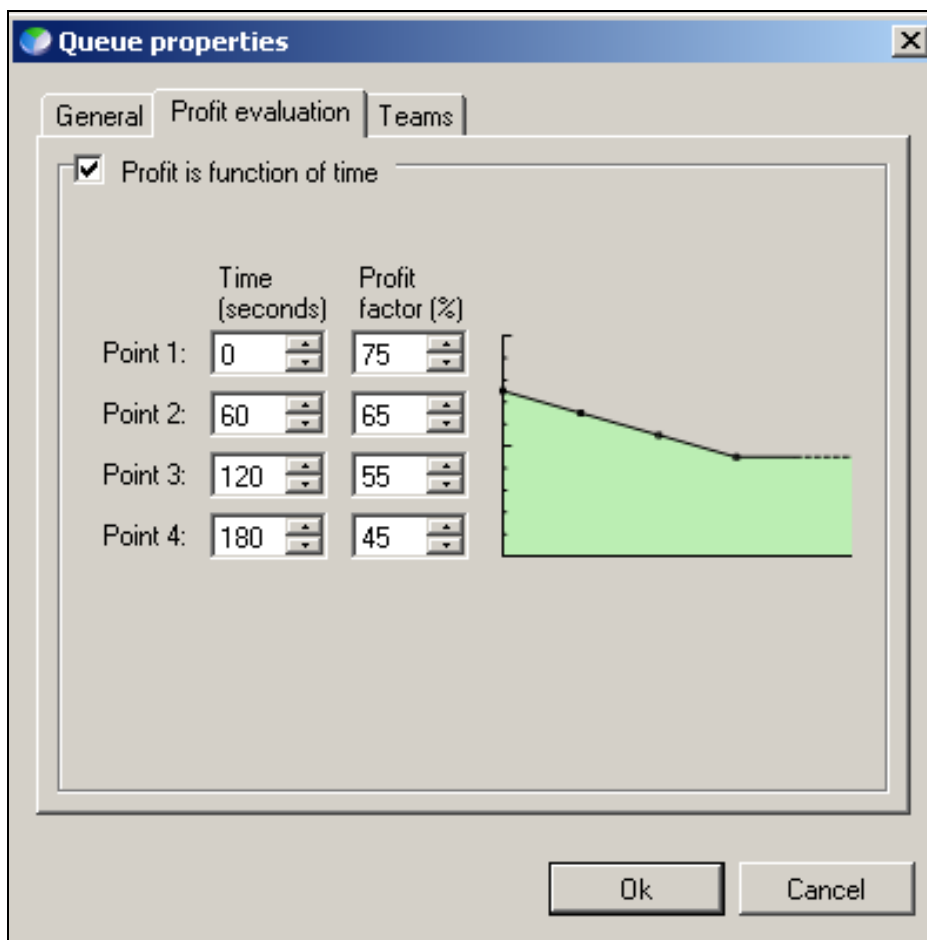 Queue properties
General Profit evaluation Teams
Profit is function of time
Time Profit
(seconds) factor (%)
Point 1: 0 75
Point 2: 60 65
Point 3: 120 55
Point 4: 180 45
Ok Cancel